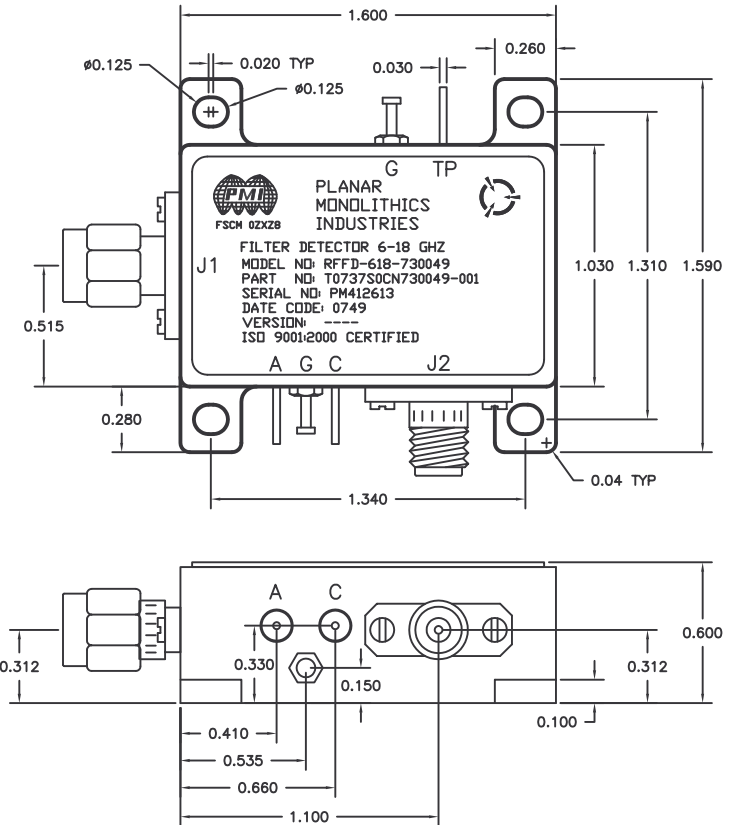 1.600
0.260
0.020 TYP
0.030
ø0.125
ø0.125
G TP
PMI
FSCM 0ZXZ8
PLANAR
MONOLITHICS
INDUSTRIES
FILTER DETECTOR 6-18 GHZ
MODEL NO: RFFD-618-730049
PART NO: T0737S0CN730049-001
SERIAL NO: PM412613
DATE CODE: 0749
VERSION: ----
ISO 9001:2000 CERTIFIED
J1
A G C J2
0.515
0.280
1.030 1.310 1.590
0.04 TYP
1.340
A C
0.312
0.330
0.150
0.312
0.600
0.100
0.410
0.535
0.660
1.100